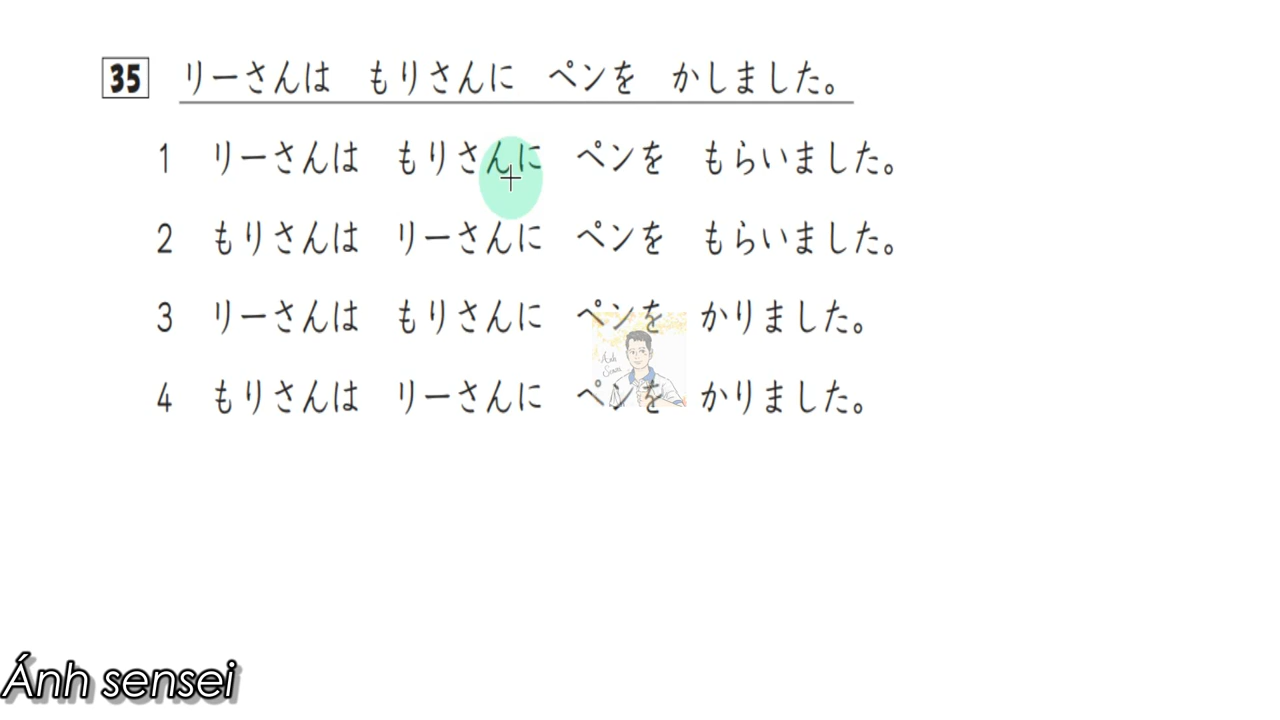 35 リーさんは もりさんに ペンを かしました。
1 リーさんは もりさんに ペンを もらいました。
2 もりさんは リーさんに ペンを もらいました。
3 リーさんは もりさんに ペンを かりました。
4 もりさんは リーさんに ペンを かりました。
Ánh sensei